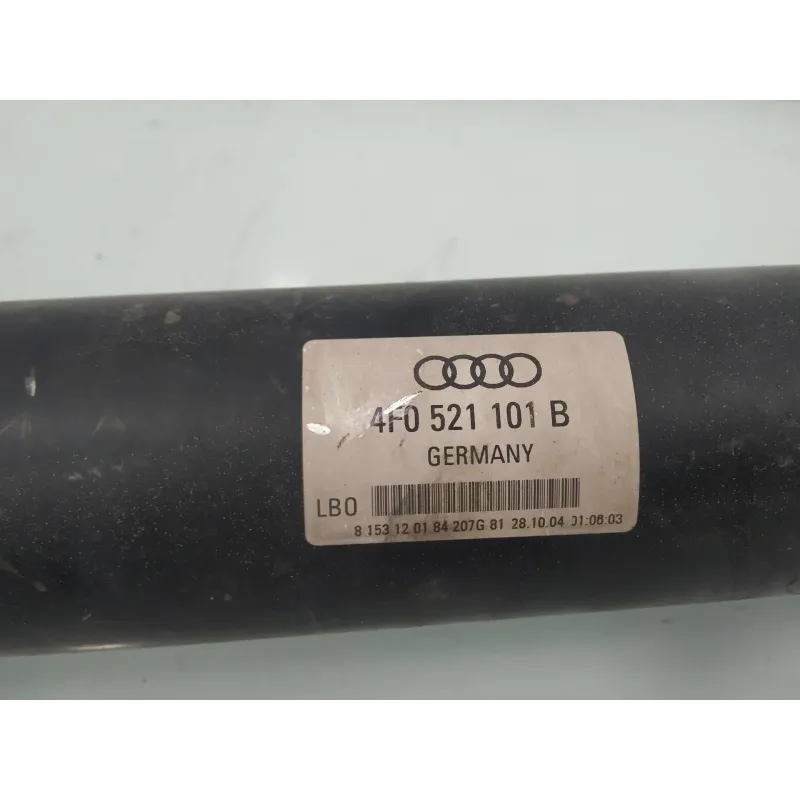 4F0 521 101 B
GERMANY
LBO
8 153 12 01 84 207G 81 28.10.04 01:06:03